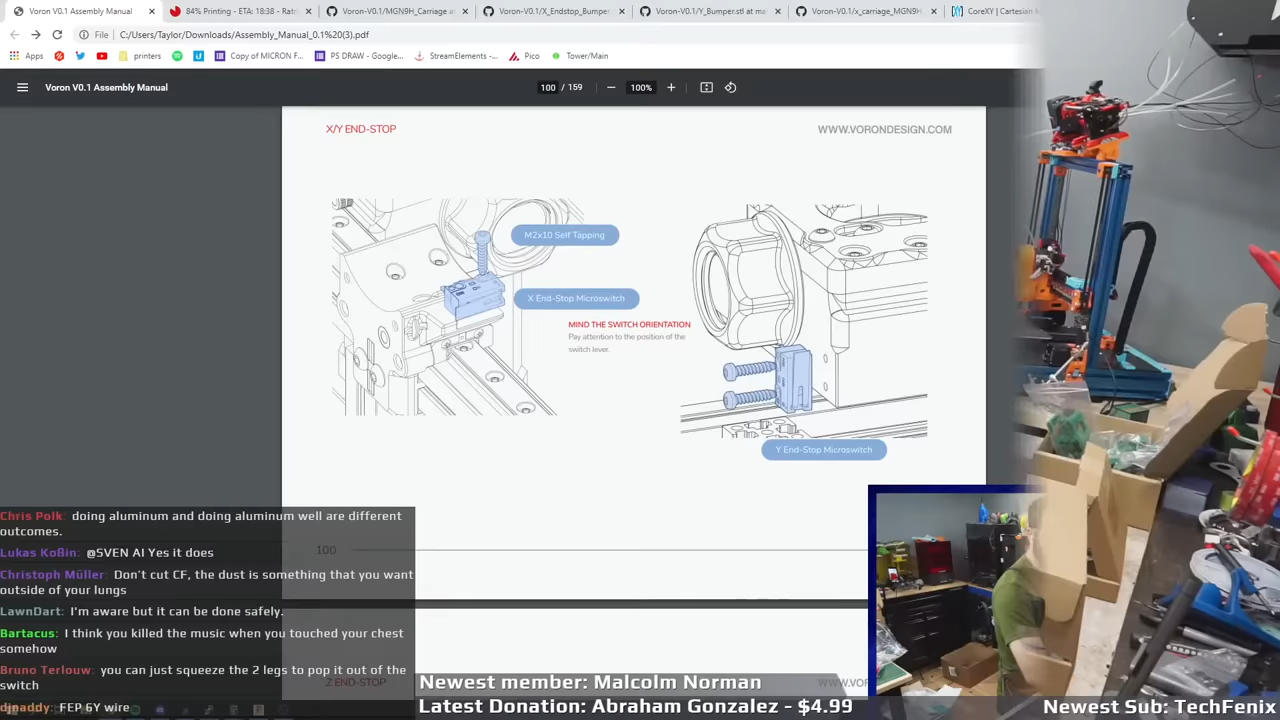 Voron V0.1 Assembly Manual
84% Printing - ETA: 18:38 - Ratr
Voron-V0.1/MGN9H_Carriage at
Voron-V0.1/X_Endstop_Bumper
Voron-V0.1/Y_Bumper.stl at ma
Voron-V0.1/x_carriage_MGN9H
CoreXY | Cartesian
File
C:/Users/Taylor/Downloads/Assembly_Manual_0.1%20(3).pdf
Apps
printers
Copy of MICRON F...
PS DRAW - Google...
StreamElements -...
Pico
Tower/Main
Voron V0.1 Assembly Manual
100 / 159
100%
X/Y END-STOP
WWW.VORONDESIGN.COM
M2x10 Self Tapping
X End-Stop Microswitch
MIND THE SWITCH ORIENTATION
Pay attention to the position of the
switch lever.
Y End-Stop Microswitch
100
Chris Polk: doing aluminum and doing aluminum well are different
outcomes.
Lukas Koßin: @SVEN AI Yes it does
Christoph Müller: Don't cut CF, the dust is something that you want
outside of your lungs
LawnDart: I'm aware but it can be done safely.
Bartacus: I think you killed the music when you touched your chest
somehow
Bruno Terlouw: you can just squeeze the 2 legs to pop it out of the
switch
Z END-STOP
FEP 6Y wire
Newest member: Malcolm Norman
Latest Donation: Abraham Gonzalez - $4.99
Newest Sub: TechFenix